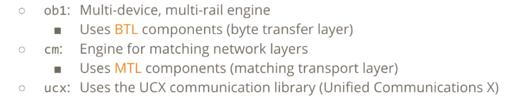 ○ ob1: Multi-device, multi-rail engine
■ Uses BTL components (byte transfer layer)
○ cm: Engine for matching network layers
■ Uses MTL components (matching transport layer)
○ ucx: Uses the UCX communication library (Unified Communications X)